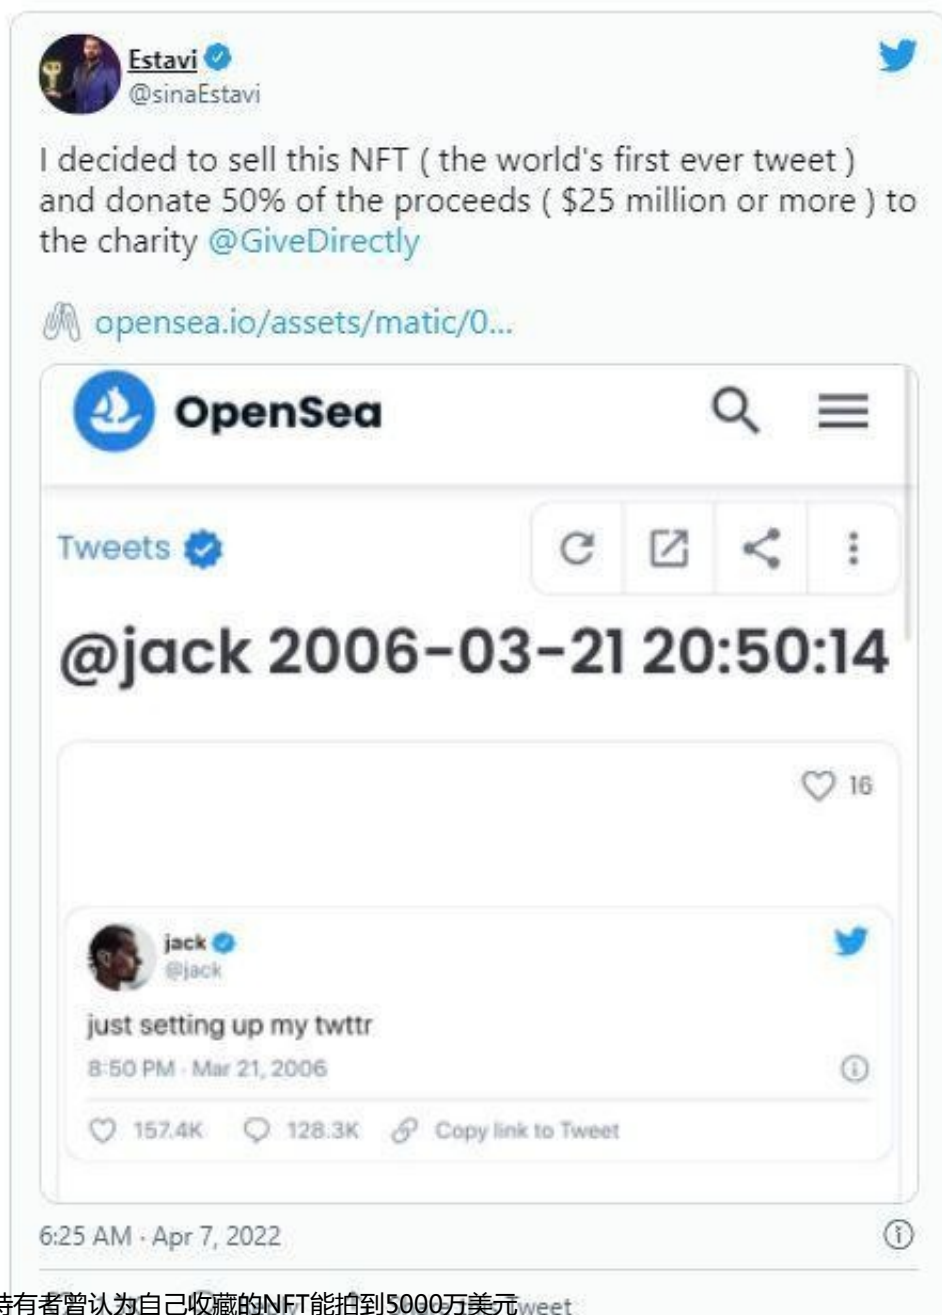 Estavi
@sinaEstavi
I decided to sell this NFT ( the world's first ever tweet )
and donate 50% of the proceeds ( $25 million or more ) to
the charity @GiveDirectly
opensea.io/assets/matic/0...
OpenSea
Tweets
@jack 2006-03-21 20:50:14
16
jack
@jack
just setting up my twttr
8:50 PM · Mar 21, 2006
157.4K 128.3K Copy link to Tweet
6:25 AM · Apr 7, 2022
持有者曾认为自己收藏的NFT能拍到5000万美元
Tweet